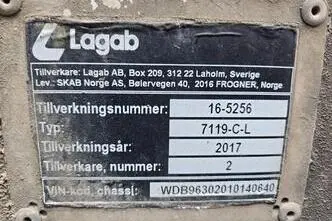 Lagab
Tillverkare: Lagab AB, Box 209, 312 22 Laholm, Sverige
Lev.: SKAB Norge AS, Bølervegen 40, 2016 FROGNER, Norge
Tillverkningsnummer: 16-5256
Typ: 7119-C-L
Tillverkningsår: 2017
Tillverkare, nummer: 2
VIN-kod, chassi: WDB96302010140640